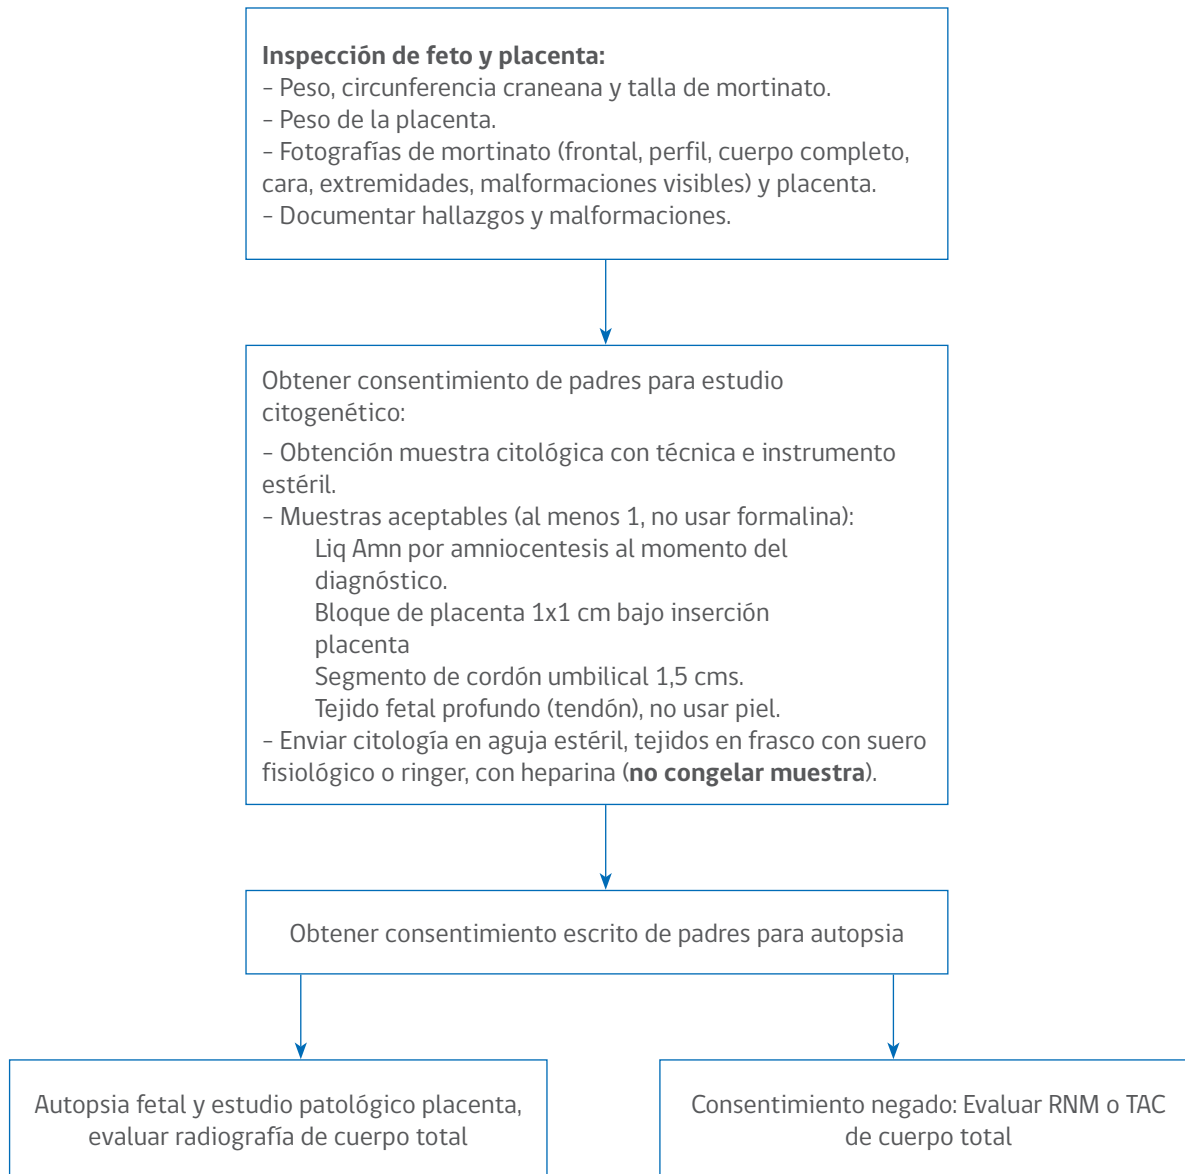 Inspección de feto y placenta:
– Peso, circunferencia craneana y talla de mortinato.
– Peso de la placenta.
– Fotografías de mortinato (frontal, perfil, cuerpo completo,
cara, extremidades, malformaciones visibles) y placenta.
– Documentar hallazgos y malformaciones.
Obtener consentimiento de padres para estudio
citogenético:
– Obtención muestra citológica con técnica e instrumento
estéril.
– Muestras aceptables (al menos 1, no usar formalina):
Liq Amn por amniocentesis al momento del
diagnóstico.
Bloque de placenta 1x1 cm bajo inserción
placenta
Segmento de cordón umbilical 1,5 cms.
Tejido fetal profundo (tendón), no usar piel.
– Enviar citología en aguja estéril, tejidos en frasco con suero
fisiológico o ringer, con heparina (no congelar muestra).
Obtener consentimiento escrito de padres para autopsia
Autopsia fetal y estudio patológico placenta,
evaluar radiografía de cuerpo total
Consentimiento negado: Evaluar RNM o TAC
de cuerpo total